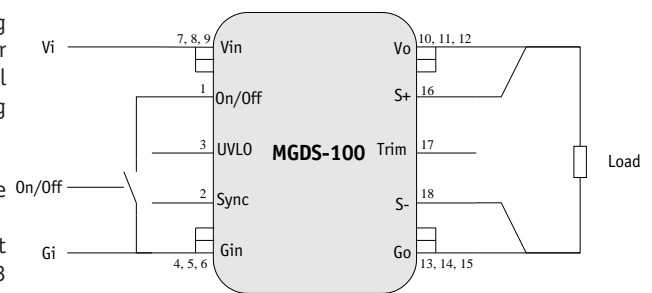 g
r
l
g
e
t
3
Vi
7, 8, 9
Vin
Vo
10, 11, 12
1
On/Off
S+
16
3
UVLO
MGDS-100
Trim
17
Load
On/Off
2
Sync
S-
18
Gi
4, 5, 6
Gin
Go
13, 14, 15